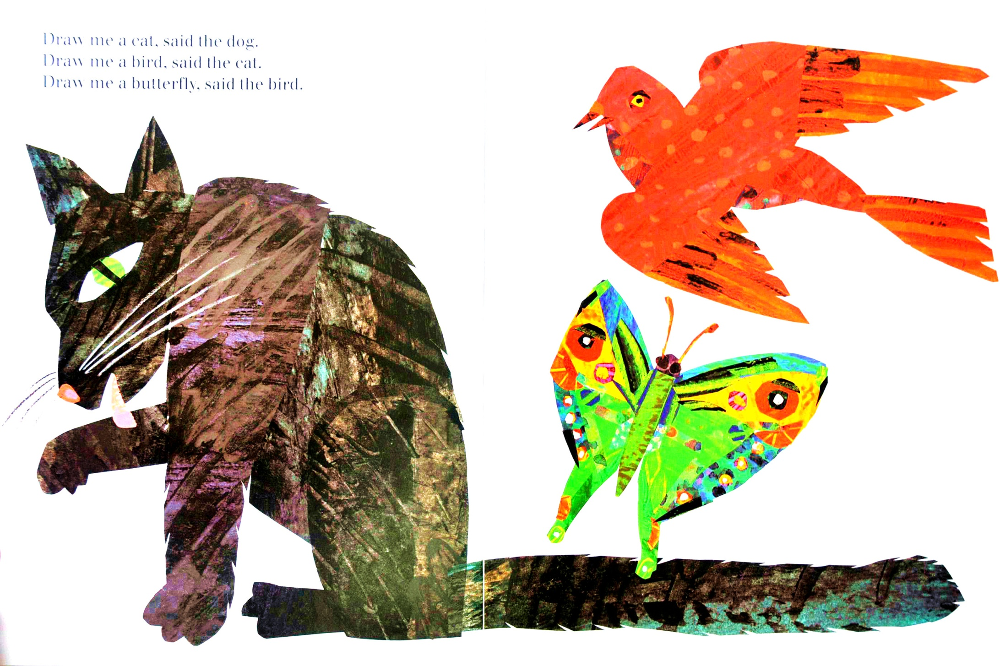 Draw me a cat, said the dog.
Draw me a bird, said the cat.
Draw me a butterfly, said the bird.